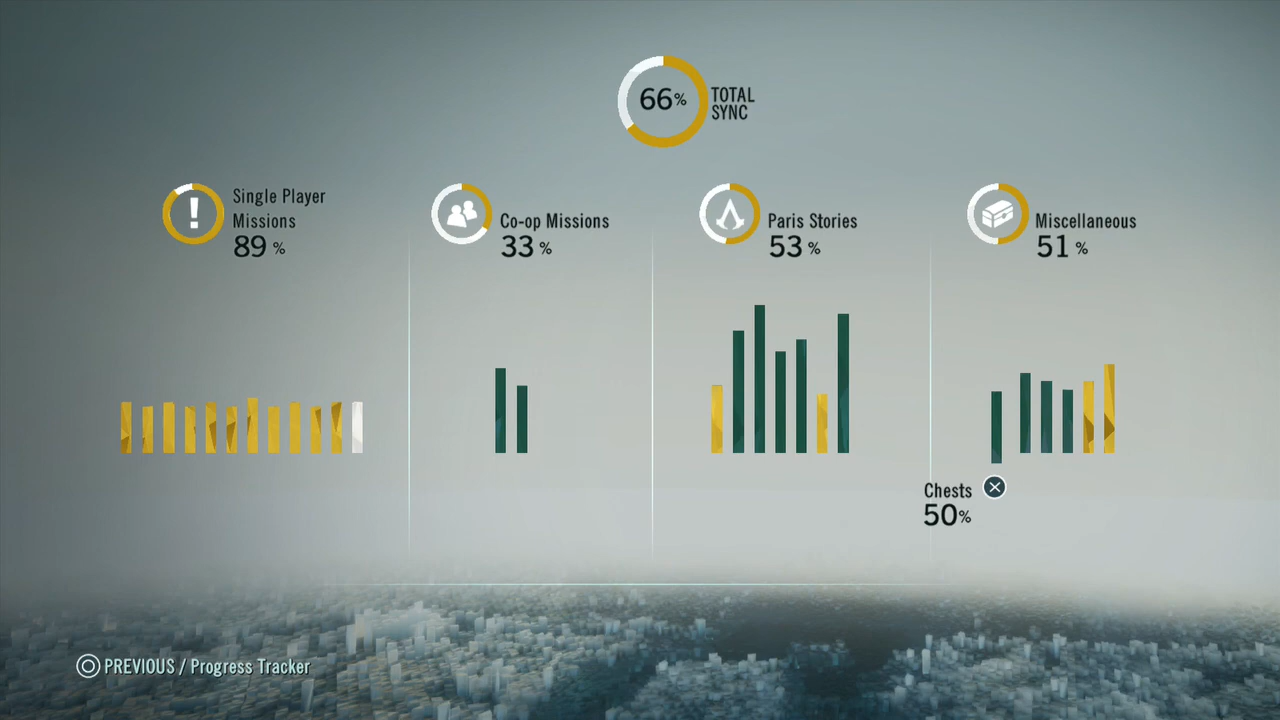 66%
TOTAL
SYNC
Single Player
Missions
89 %
Co-op Missions
33 %
Paris Stories
53 %
Miscellaneous
51 %
Chests
50%
PREVIOUS / Progress Tracker